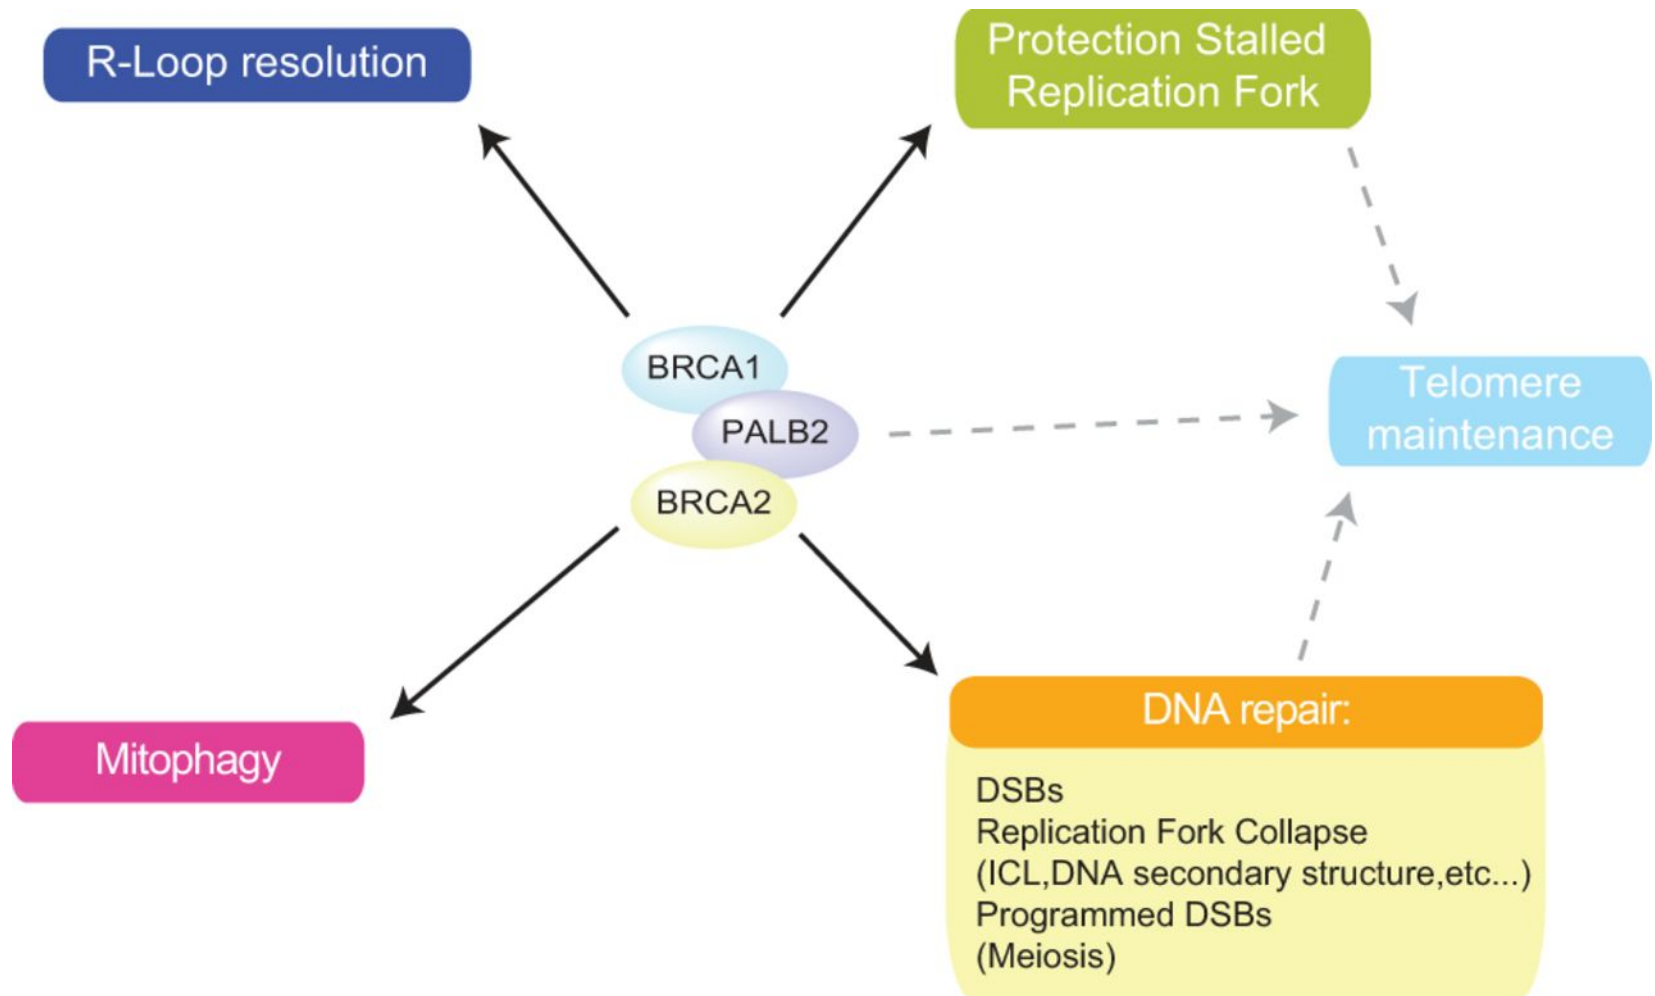 R-Loop resolution
Protection Stalled
Replication Fork
BRCA1
PALB2
BRCA2
Telomere
maintenance
Mitophagy
DNA repair:
DSBs
Replication Fork Collapse
(ICL,DNA secondary structure,etc...)
Programmed DSBs
(Meiosis)